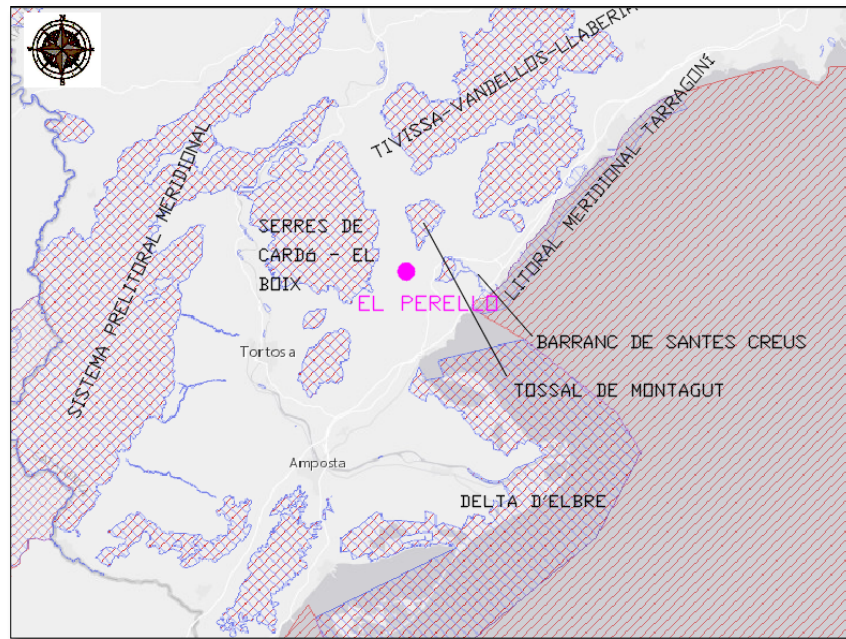 TIVISSA-VANDELLOS-LLABERIA
LITORAL MERIDIONAL TARRAGONÍ
SISTEMA PRELITORAL MERIDIONAL
SERRES DE
CARDó - EL
BOIX
EL PERELLO
BARRANC DE SANTES CREUS
Tortosa
TOSSAL DE MONTAGUT
Amposta
DELTA D'ELBRE